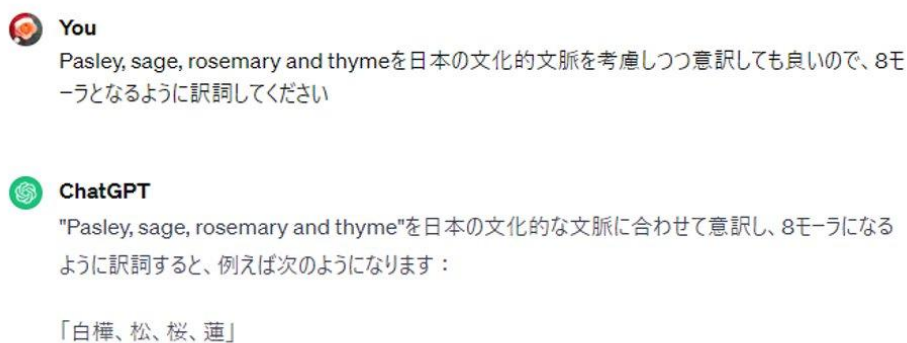 You
Pasley, sage, rosemary and thymeを日本の文化的文脈を考慮しつつ意訳しても良いので、8モ
ーラとなるように訳詞してください
ChatGPT
"Pasley, sage, rosemary and thyme"を日本の文化的な文脈に合わせて意訳し、8モーラになる
ように訳詞すると、例えば次のようになります：
「白樺、松、桜、蓮」